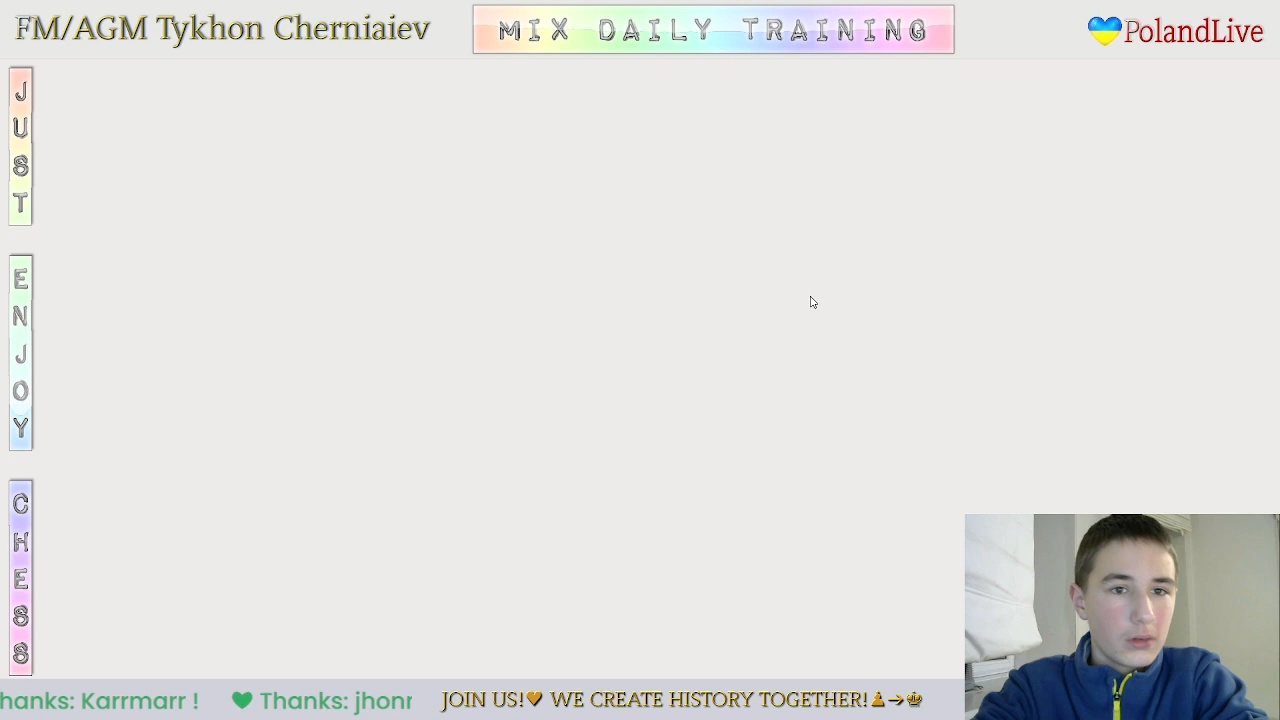 FM/AGM Tykhon Cherniaiev
MIX DAILY TRAINING
PolandLive
JUST
ENJOY
CHESS
hanks: Karrmarr !
Thanks: jhonr
JOIN US!♥ WE CREATE HISTORY TOGETHER!♟➔♚